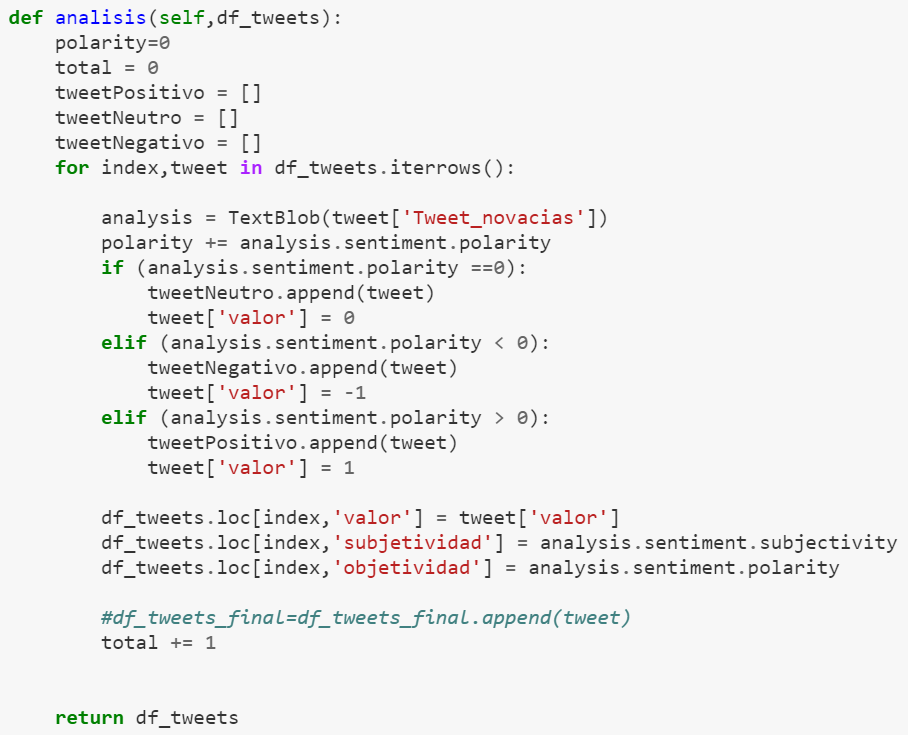 def analisis(self,df_tweets):
    polarity=0
    total = 0
    tweetPositivo = []
    tweetNeutro = []
    tweetNegativo = []
    for index,tweet in df_tweets.iterrows():

        analysis = TextBlob(tweet['Tweet_novacias'])
        polarity += analysis.sentiment.polarity
        if (analysis.sentiment.polarity ==0):
            tweetNeutro.append(tweet)
            tweet['valor'] = 0
        elif (analysis.sentiment.polarity < 0):
            tweetNegativo.append(tweet)
            tweet['valor'] = -1
        elif (analysis.sentiment.polarity > 0):
            tweetPositivo.append(tweet)
            tweet['valor'] = 1

        df_tweets.loc[index,'valor'] = tweet['valor']
        df_tweets.loc[index,'subjetividad'] = analysis.sentiment.subjectivity
        df_tweets.loc[index,'objetividad'] = analysis.sentiment.polarity

        #df_tweets_final=df_tweets_final.append(tweet)
        total += 1


    return df_tweets